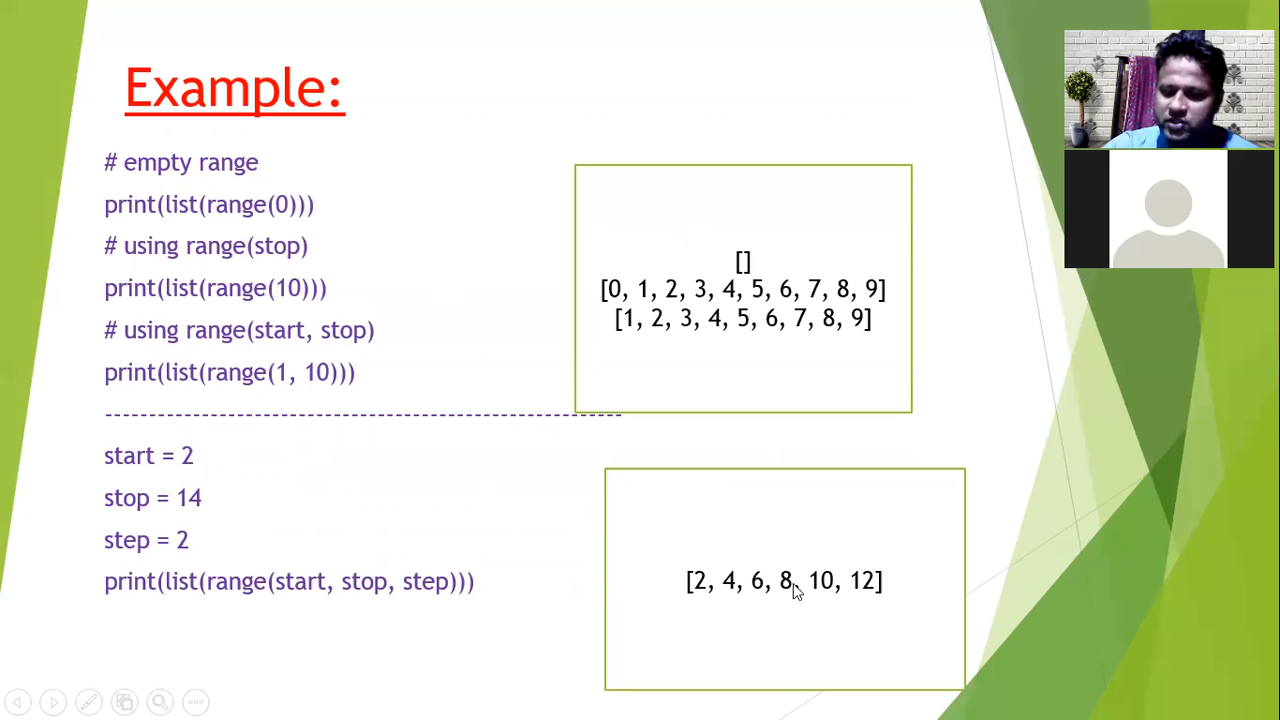 Example:
# empty range
print(list(range(0)))
# using range(stop)
print(list(range(10)))
# using range(start, stop)
print(list(range(1, 10)))
--------------------------------------------------------------
start = 2
stop = 14
step = 2
print(list(range(start, stop, step)))
[]
[0, 1, 2, 3, 4, 5, 6, 7, 8, 9]
[1, 2, 3, 4, 5, 6, 7, 8, 9]
[2, 4, 6, 8, 10, 12]